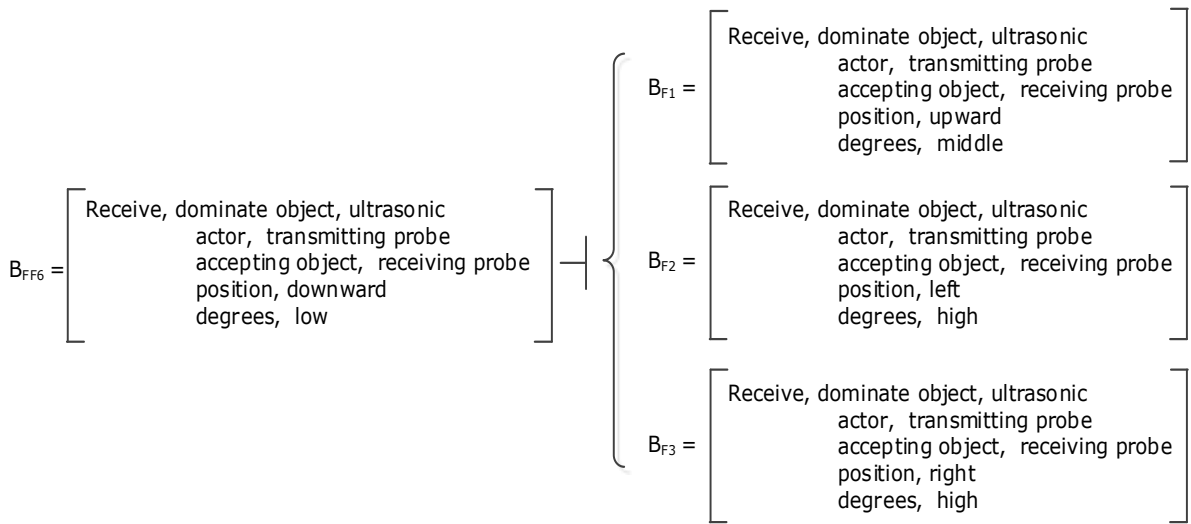 B_FF6 =
Receive, dominate object, ultrasonic
actor, transmitting probe
accepting object, receiving probe
position, downward
degrees, low
B_F1 =
Receive, dominate object, ultrasonic
actor, transmitting probe
accepting object, receiving probe
position, upward
degrees, middle
B_F2 =
Receive, dominate object, ultrasonic
actor, transmitting probe
accepting object, receiving probe
position, left
degrees, high
B_F3 =
Receive, dominate object, ultrasonic
actor, transmitting probe
accepting object, receiving probe
position, right
degrees, high